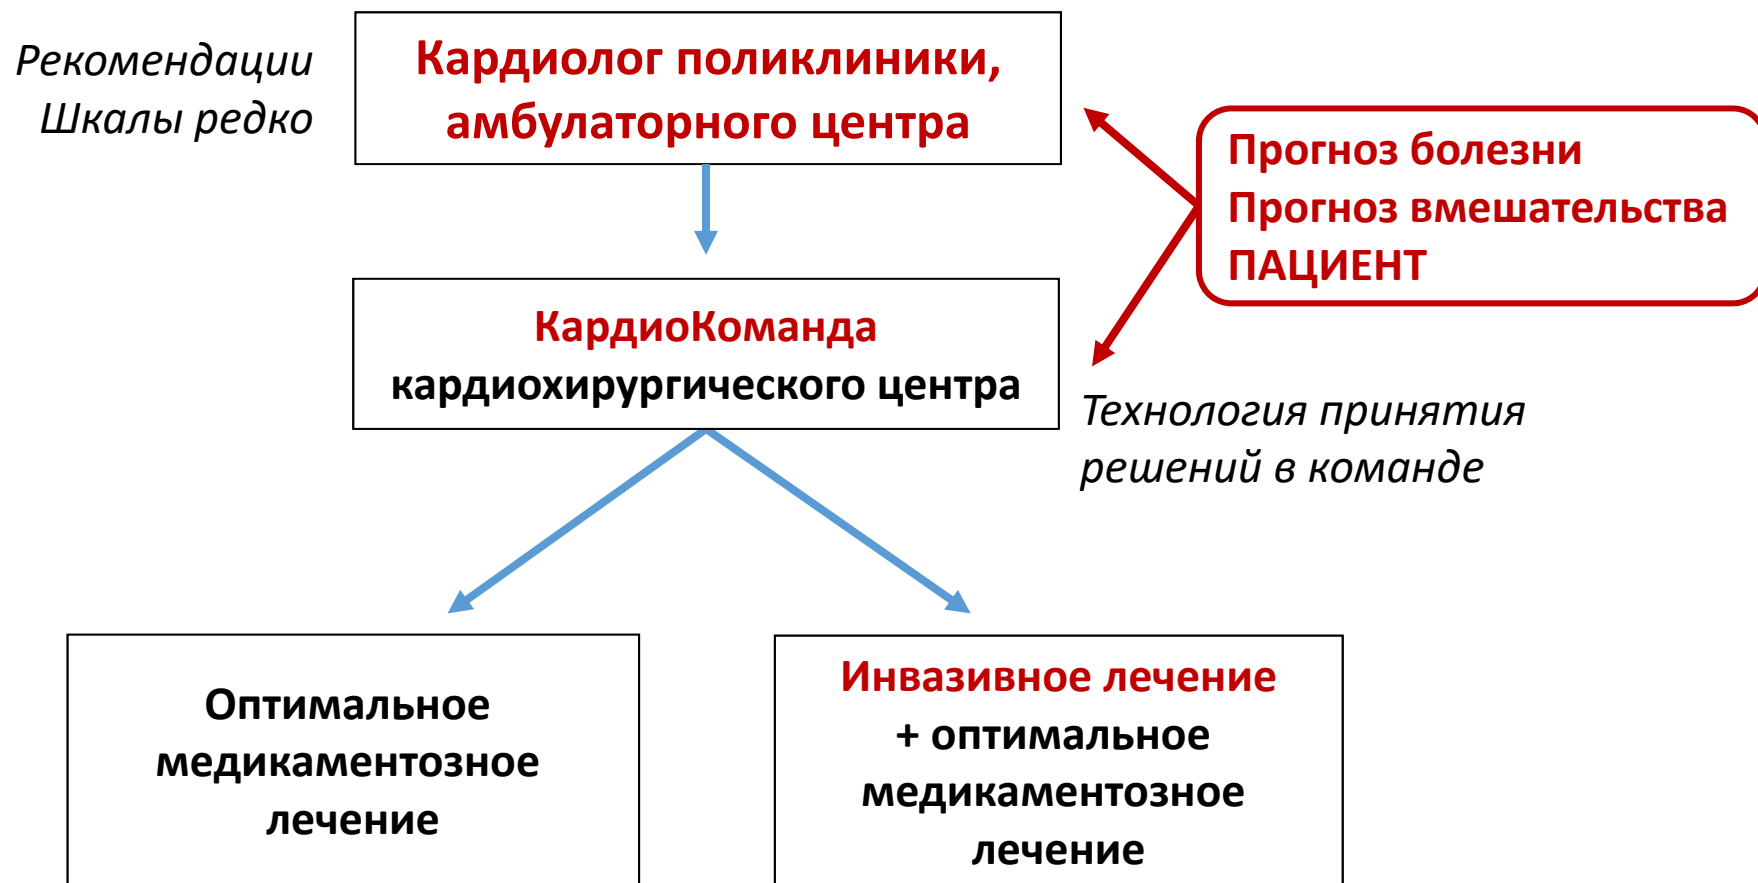 Рекомендации
Шкалы редко
Кардиолог поликлиники,
амбулаторного центра
Прогноз болезни
Прогноз вмешательства
ПАЦИЕНТ
КардиоКоманда
кардиохирургического центра
Технология принятия
решений в команде
Оптимальное
медикаментозное
лечение
Инвазивное лечение
+ оптимальное
медикаментозное
лечение